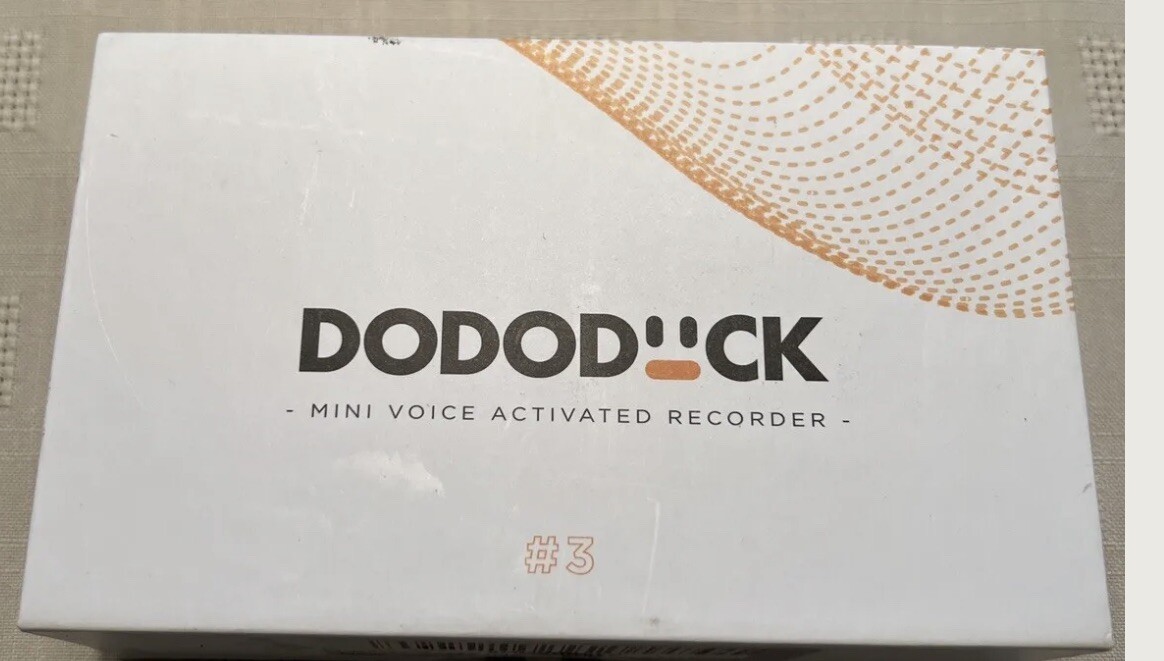 DODODUCK
- MINI VOICE ACTIVATED RECORDER -
#3